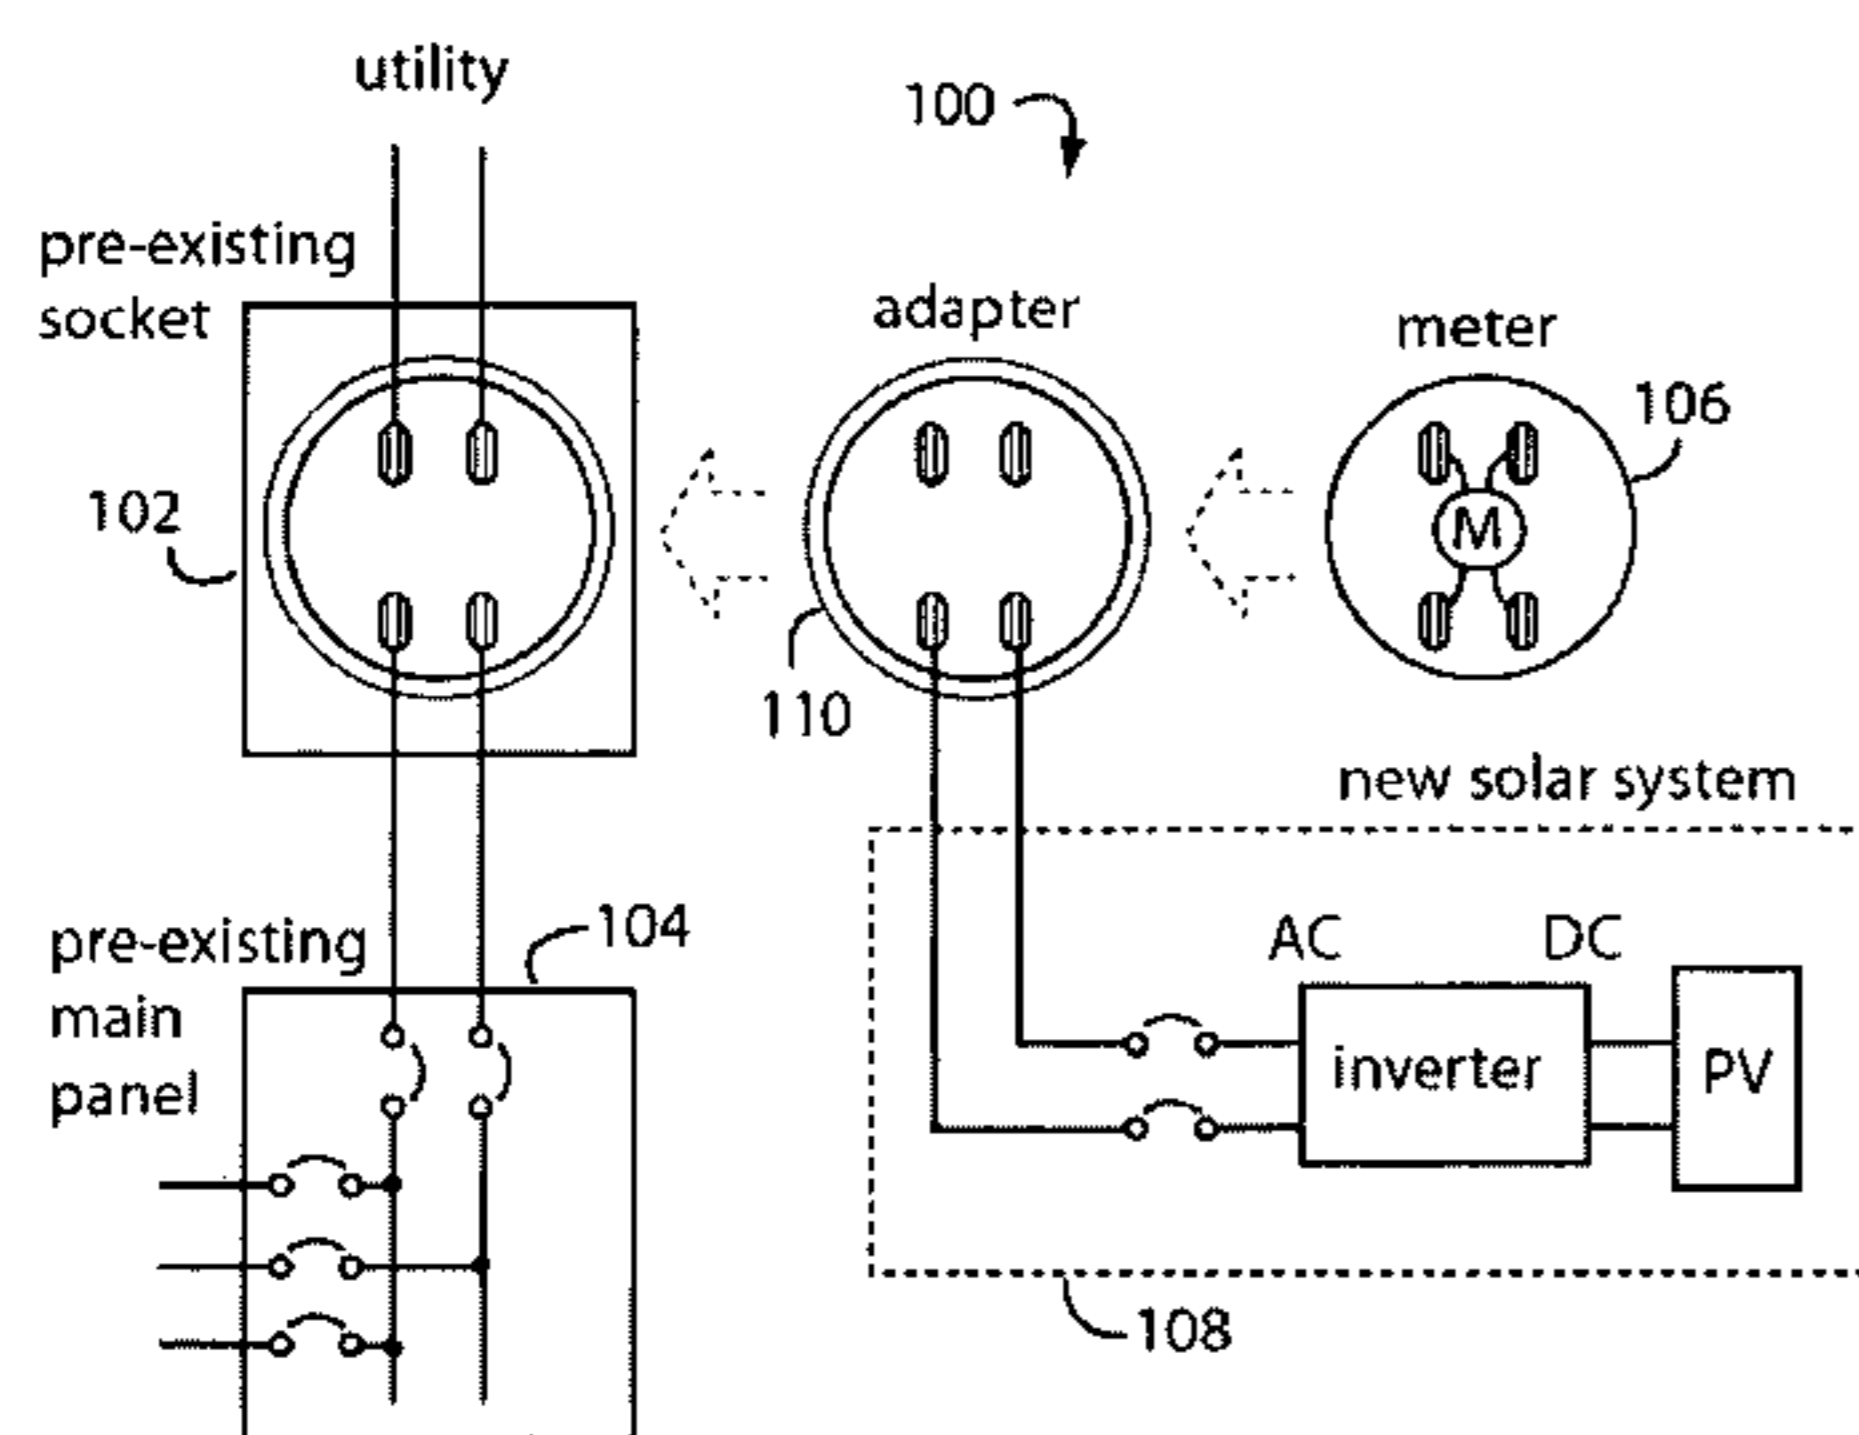 utility
100
pre-existing
socket
adapter
meter
106
102
110
new solar system
pre-existing
main
panel
104
AC
DC
M
inverter
PV
108